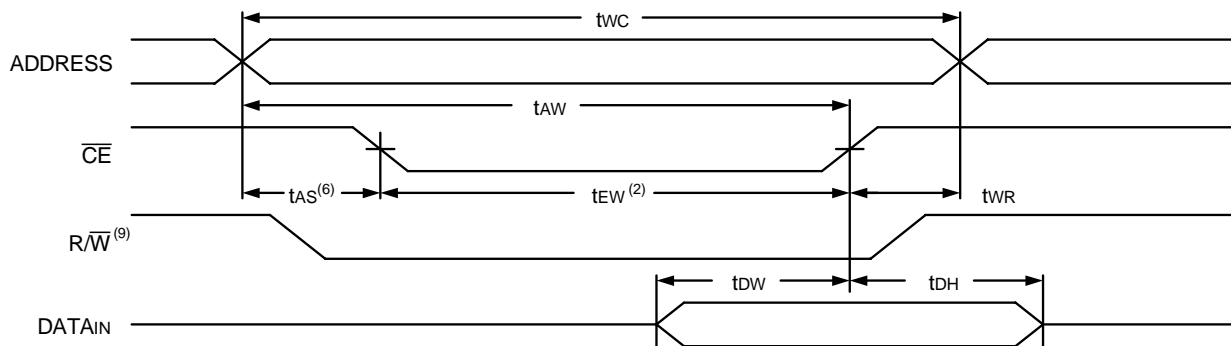 tWC
ADDRESS
tAW
CE
tAS(6)
tEW(2)
tWR
R/W(9)
tDW
tDH
DATAIN